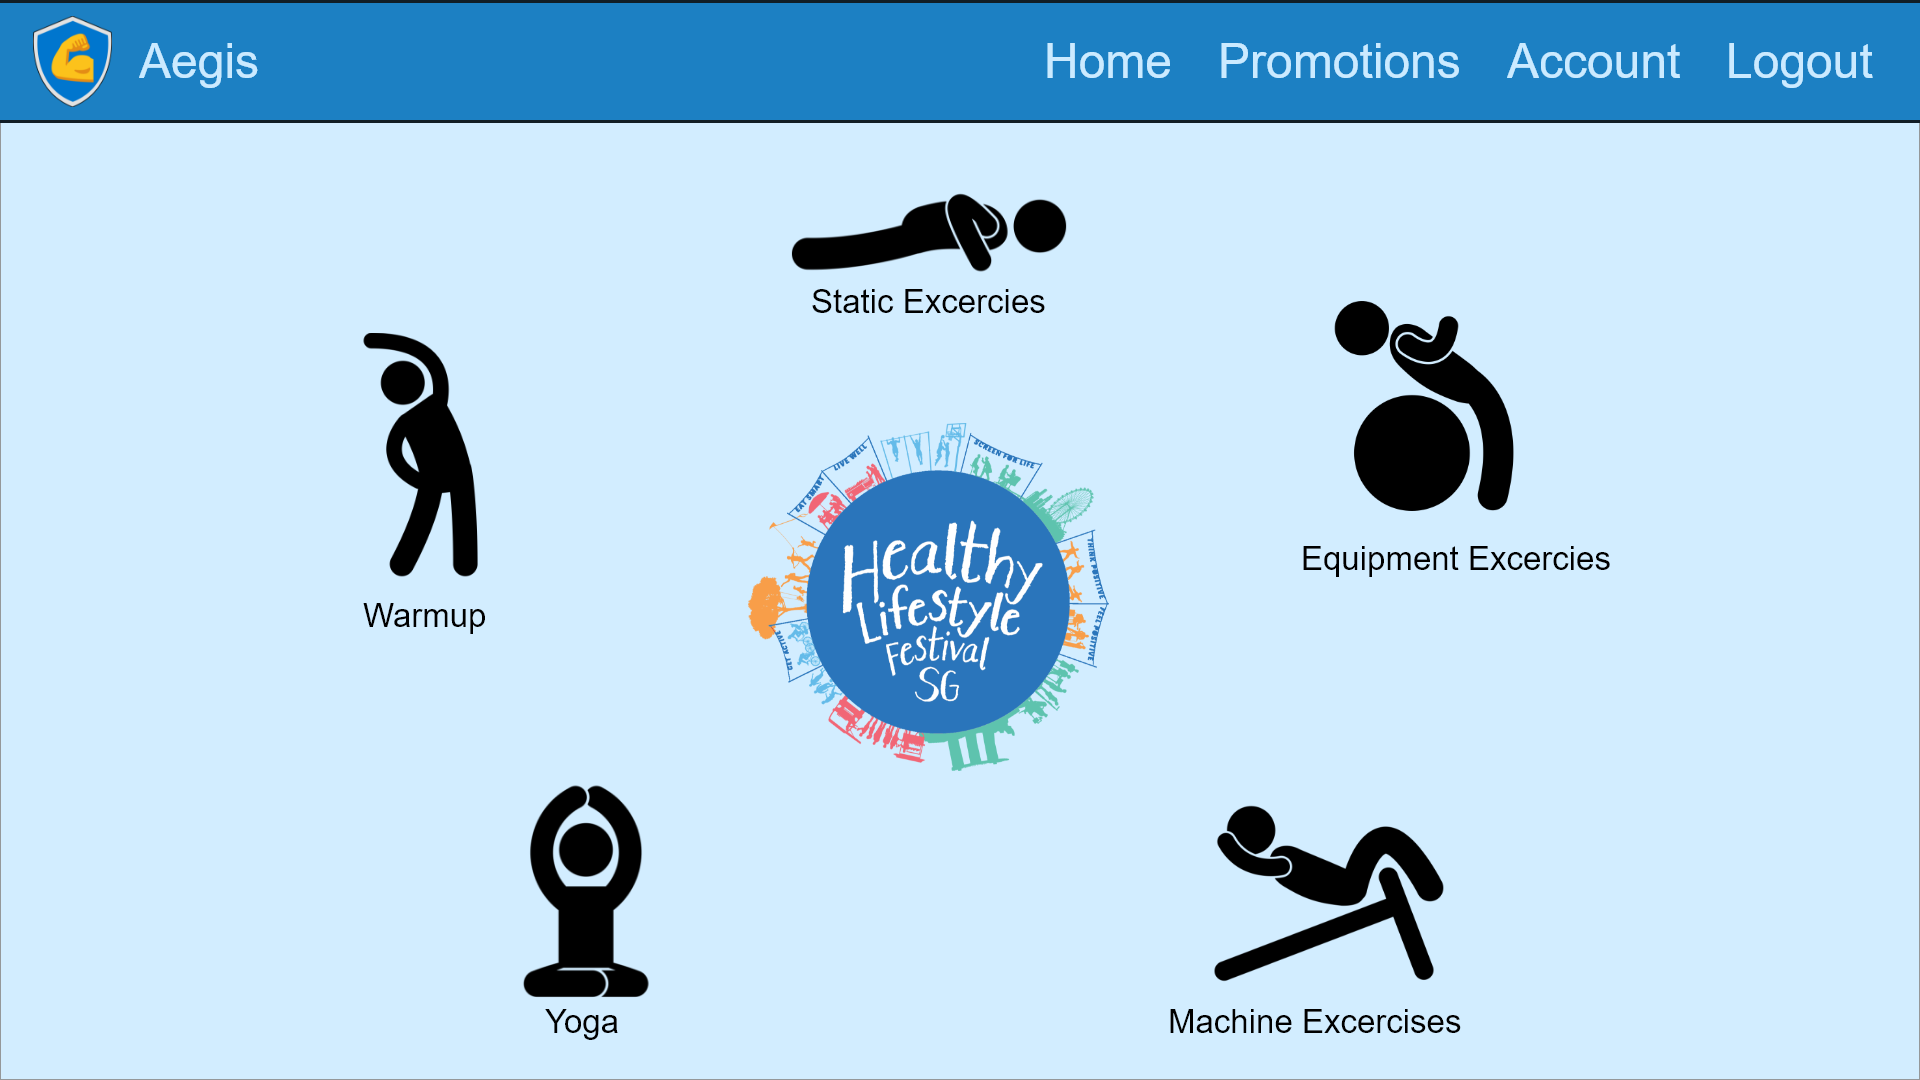 Aegis
Home
Promotions
Account
Logout
Static Excercies
Equipment Excercies
Warmup
LIVE WELL
SCREEN FOR LIFE
EAT SMART
THINK POSITIVE
FEEL POSITIVE
GET ACTIVE
Healthy
Lifestyle
Festival
SG
Yoga
Machine Excercises